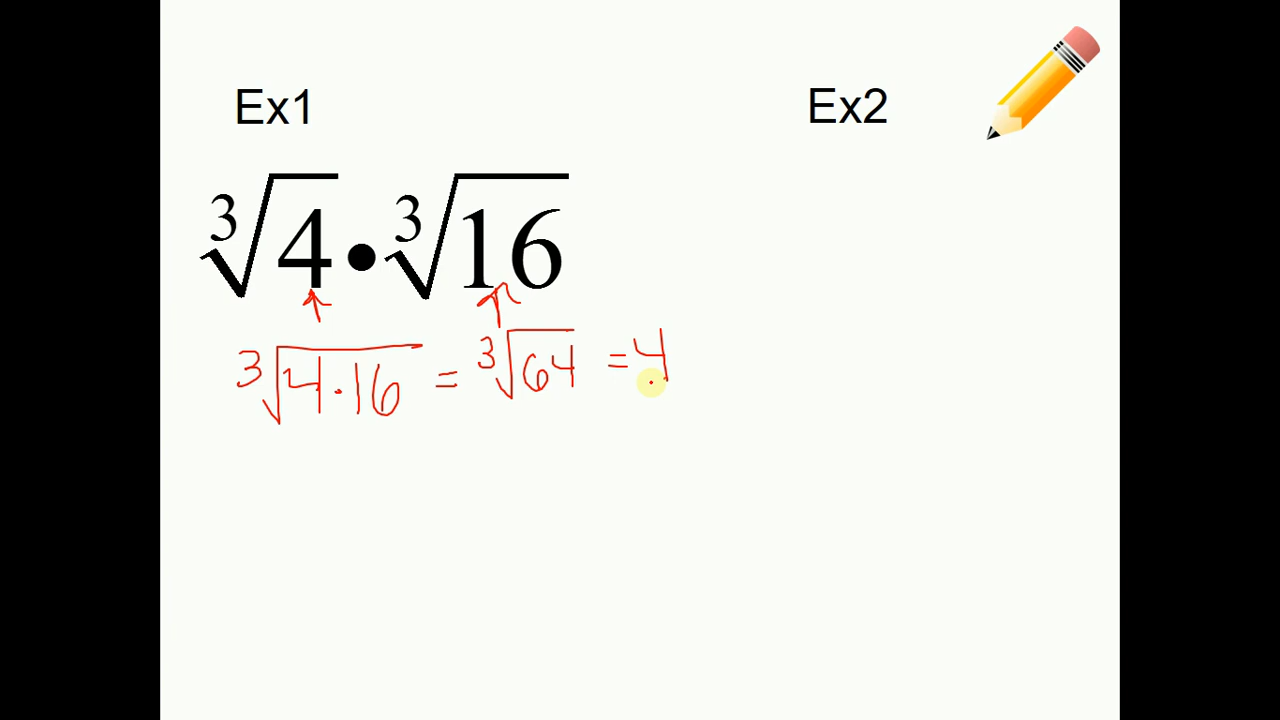 Ex1 Ex2
∛4 • ∛16
∛4·16 = ∛64 = 4